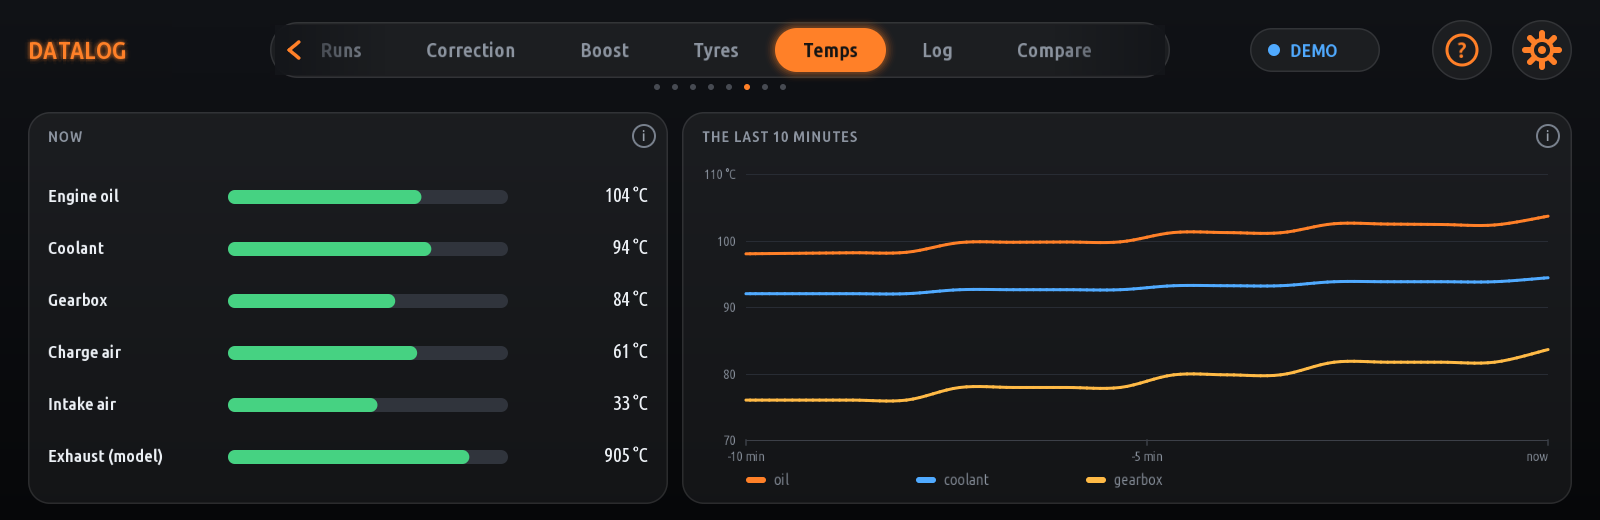 DATALOG
Runs Correction Boost Tyres Temps Log Compare
DEMO
?
NOW
i
Engine oil 104 °C
Coolant 94 °C
Gearbox 84 °C
Charge air 61 °C
Intake air 33 °C
Exhaust (model) 905 °C
THE LAST 10 MINUTES
i
110 °C
100
90
80
70
-10 min -5 min now
oil coolant gearbox